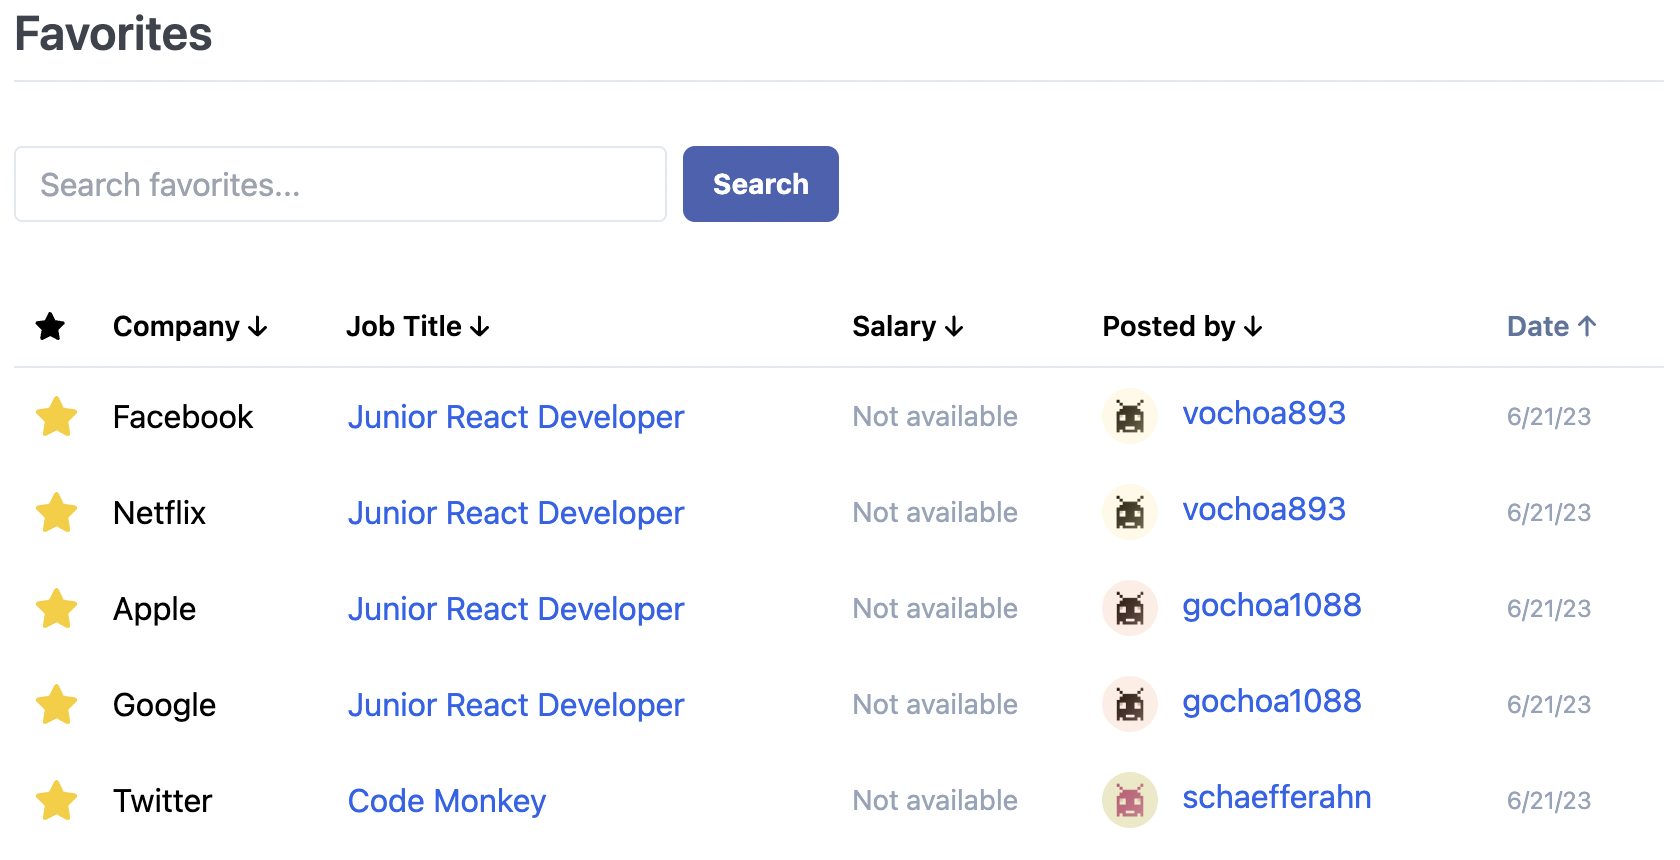 Favorites
Search favorites...
Search
Company ↓ Job Title ↓ Salary ↓ Posted by ↓ Date ↑
Facebook Junior React Developer Not available vochoa893 6/21/23
Netflix Junior React Developer Not available vochoa893 6/21/23
Apple Junior React Developer Not available gochoa1088 6/21/23
Google Junior React Developer Not available gochoa1088 6/21/23
Twitter Code Monkey Not available schaefferahn 6/21/23